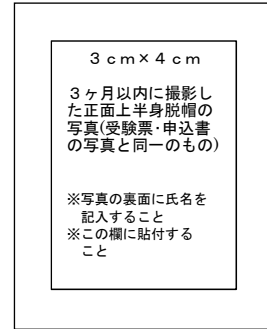 ３ｃｍ×４ｃｍ
３ヶ月以内に撮影し
た正面上半身脱帽の
写真(受験票･申込書
の写真と同一のもの)
※写真の裏面に氏名を
記入すること
※この欄に貼付する
こと